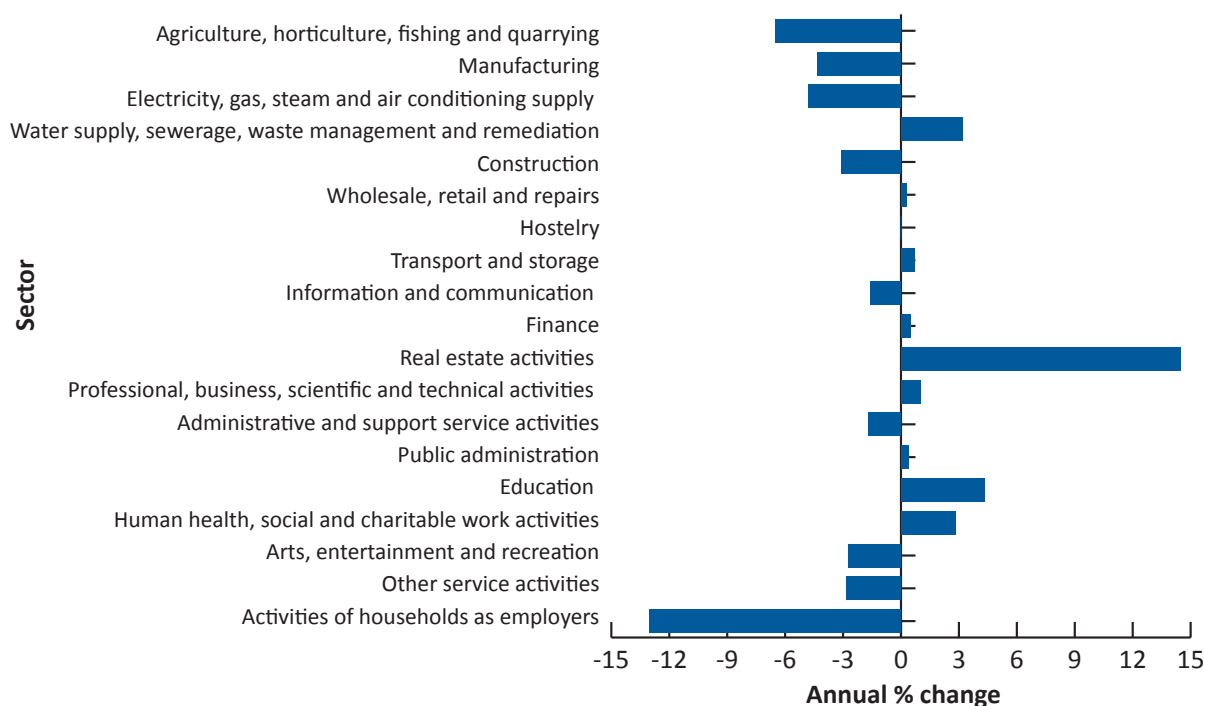 Agriculture, horticulture, fishing and quarrying
Manufacturing
Electricity, gas, steam and air conditioning supply
Water supply, sewerage, waste management and remediation
Construction
Wholesale, retail and repairs
Hostelry
Transport and storage
Information and communication
Finance
Real estate activities
Professional, business, scientific and technical activities
Administrative and support service activities
Public administration
Education
Human health, social and charitable work activities
Arts, entertainment and recreation
Other service activities
Activities of households as employers
Sector
-15 -12 -9 -6 -3 0 3 6 9 12 15
Annual % change